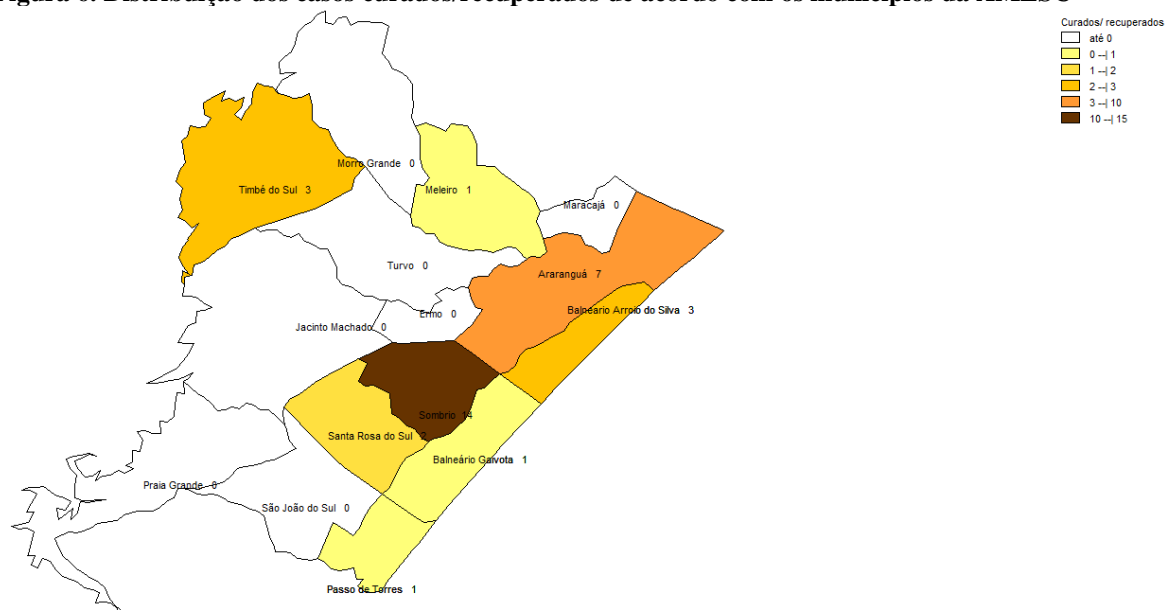 Figura Distribuição dos casos curados/recuperados de acordo com os municípios da AMESC
Curados/ recuperados
até 0
0 --| 1
1 --| 2
2 --| 3
3 --| 10
10 --| 15
Morro Grande 0
Timbé do Sul 3
Meleiro 1
Maracajá 0
Turvo 0
Araranguá 7
Balneário Arroio do Silva 3
Ermo 0
Jacinto Machado 0
Sombrio 14
Santa Rosa do Sul 2
Balneário Gaivota 1
Praia Grande 0
São João do Sul 0
Passo de Torres 1